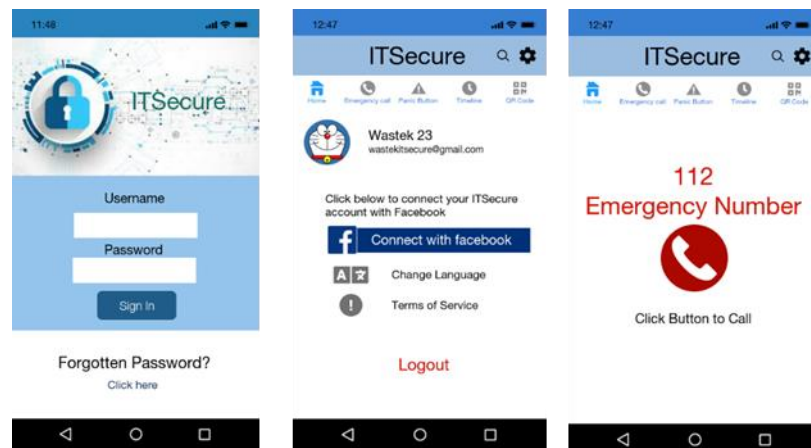 11:48
ITSecure
Username
Password
Sign In
Forgotten Password?
Click here
12:47
ITSecure
Home Emergency call Panic Button Timeline QR Code
Wastek 23
wastekitsecure@gmail.com
Click below to connect your ITSecure
account with Facebook
f Connect with facebook
A 文 Change Language
! Terms of Service
Logout
12:47
ITSecure
Home Emergency call Panic Button Timeline QR Code
112
Emergency Number
Click Button to Call